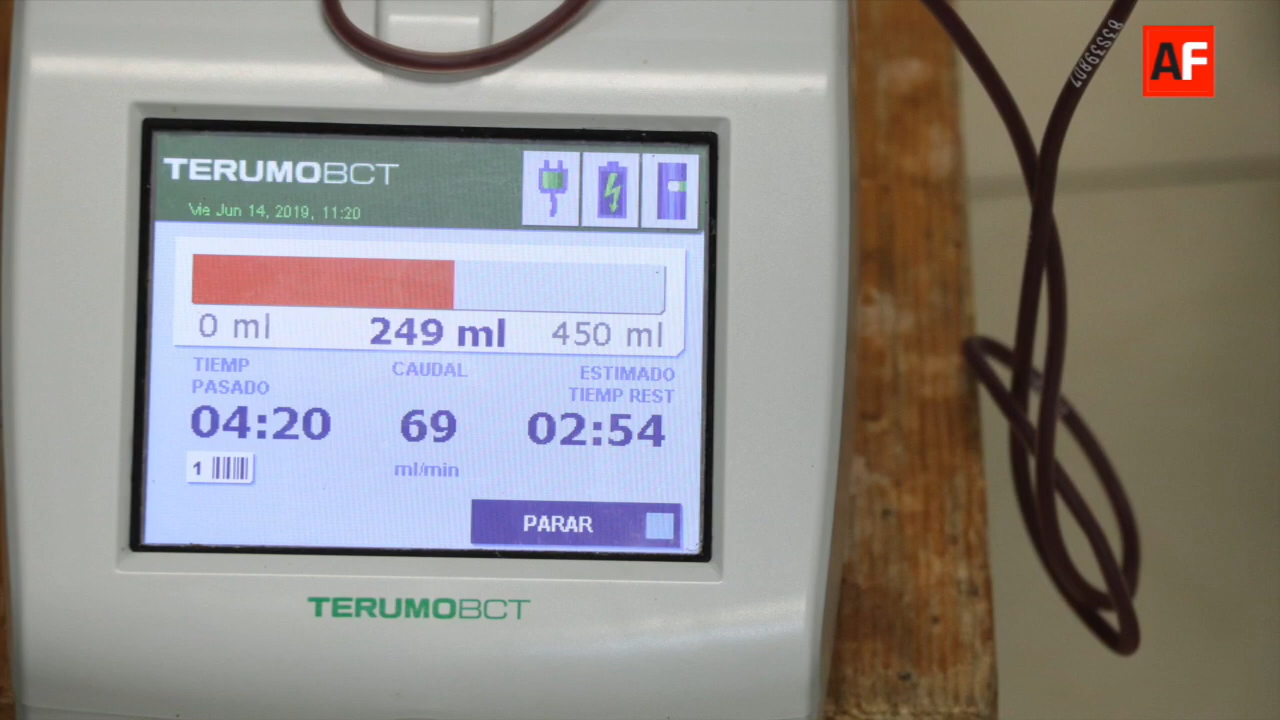 83S39802
AF
TERUMOBCT
Vie Jun 14, 2019, 11:20
0 ml 249 ml 450 ml
TIEMP
PASADO
CAUDAL
ESTIMADO
TIEMP REST
04:20 69 02:54
1
ml/min
PARAR
TERUMOBCT